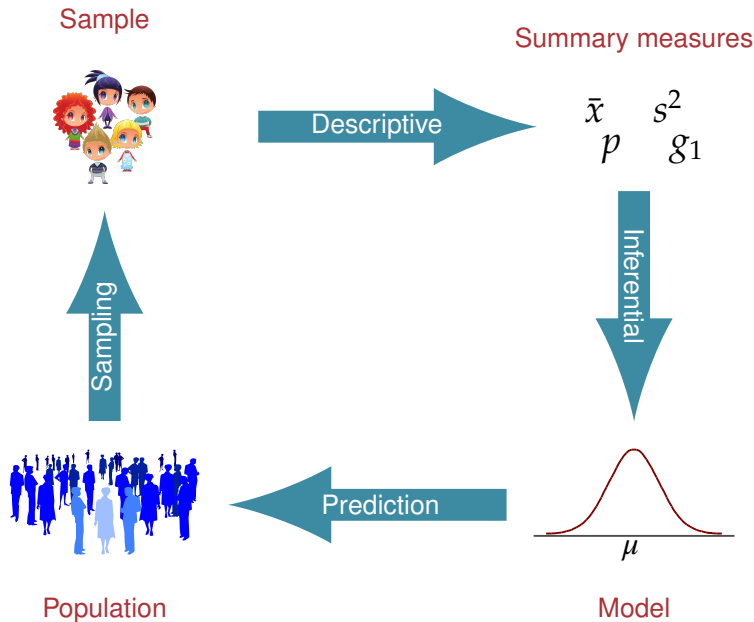 Sample
Summary measures
Descriptive
x̄ s²
p g₁
Sampling
Inferential
Prediction
μ
Population
Model